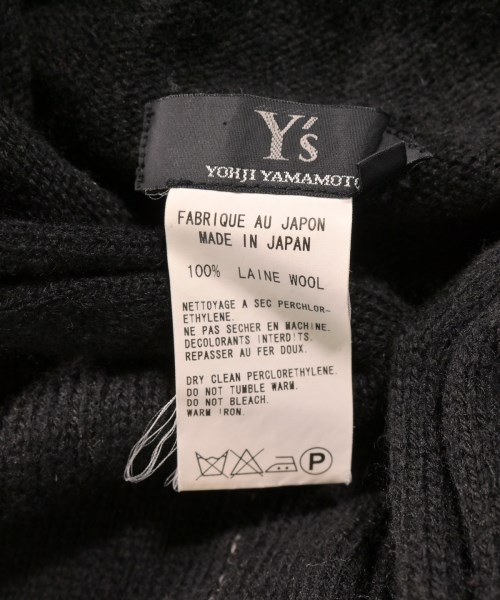 Y's
YOHJI YAMAMOTO
FABRIQUE AU JAPON
MADE IN JAPAN
100% LAINE WOOL
NETTOYAGE A SEC PERCHLOR-
ETHYLENE.
NE PAS SECHER EN MACHINE.
DECOLORANTS INTERDITS.
REPASSER AU FER DOUX.
DRY CLEAN PERCLORETHYLENE.
DO NOT TUMBLE WARM.
DO NOT BLEACH.
WARM IRON.
P